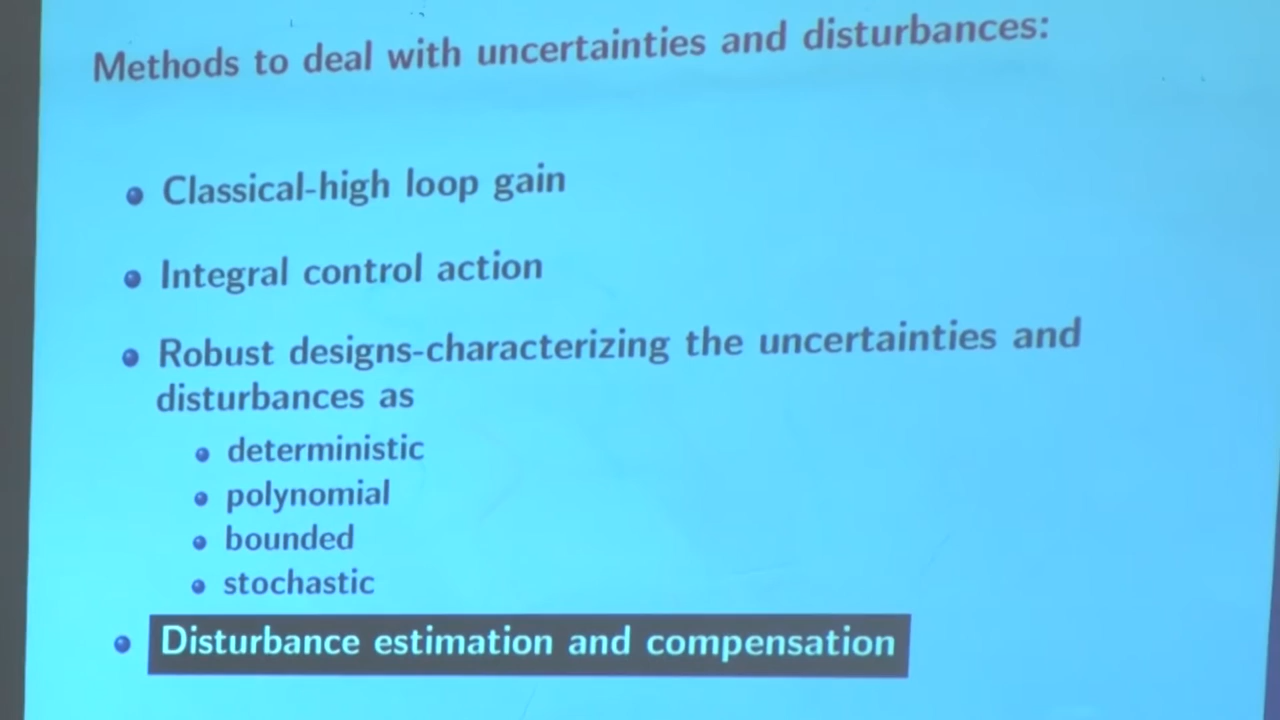 Methods to deal with uncertainties and disturbances:
Classical-high loop gain
Integral control action
Robust designs-characterizing the uncertainties and
disturbances as
deterministic
polynomial
bounded
stochastic
Disturbance estimation and compensation